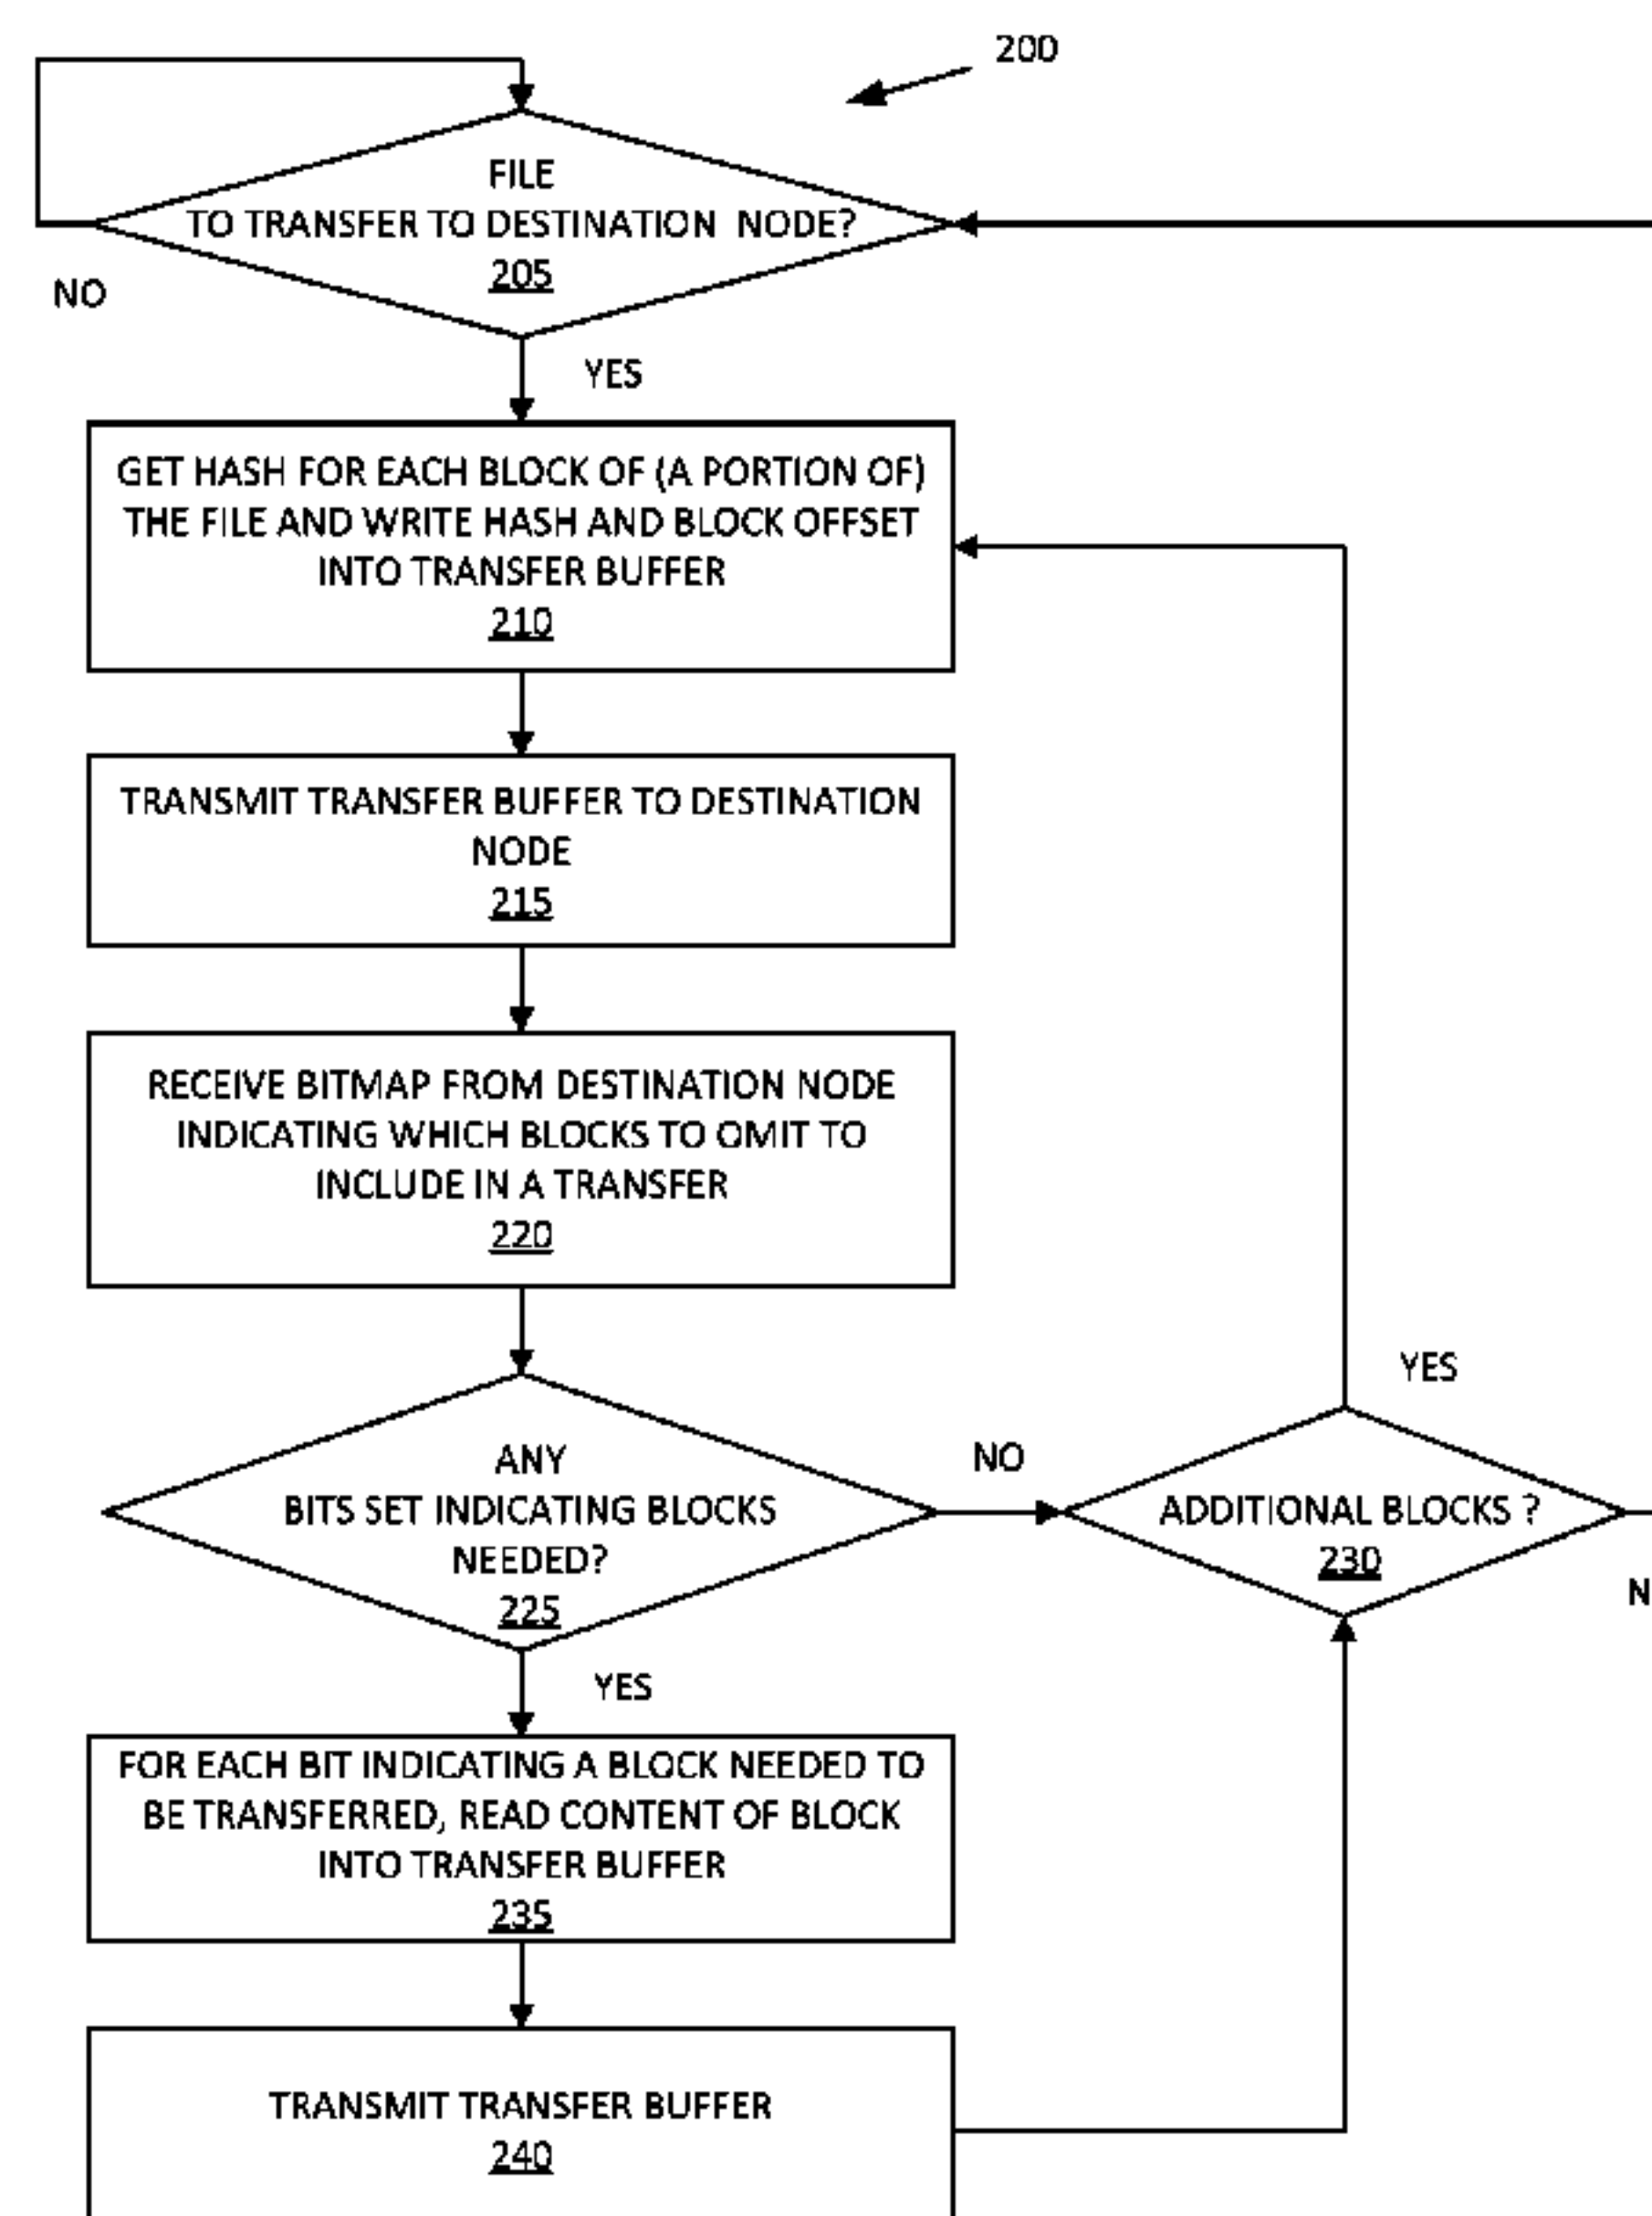 200
FILE
TO TRANSFER TO DESTINATION NODE?
205
NO
YES
GET HASH FOR EACH BLOCK OF (A PORTION OF)
THE FILE AND WRITE HASH AND BLOCK OFFSET
INTO TRANSFER BUFFER
210
TRANSMIT TRANSFER BUFFER TO DESTINATION
NODE
215
RECEIVE BITMAP FROM DESTINATION NODE
INDICATING WHICH BLOCKS TO OMIT TO
INCLUDE IN A TRANSFER
220
ANY
BITS SET INDICATING BLOCKS
NEEDED?
225
NO
YES
ADDITIONAL BLOCKS ?
230
YES
N
FOR EACH BIT INDICATING A BLOCK NEEDED TO
BE TRANSFERRED, READ CONTENT OF BLOCK
INTO TRANSFER BUFFER
235
TRANSMIT TRANSFER BUFFER
240